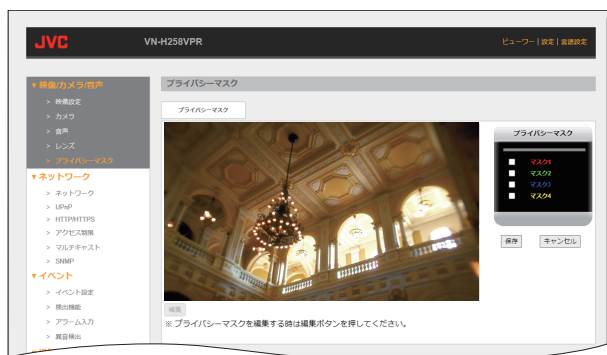 JVC
VN-H258VPR
ビューワー | 設定 | 言語設定
▼映像/カメラ/音声
> 映像設定
> カメラ
> 音声
> レンズ
> プライバシーマスク
▼ネットワーク
> ネットワーク
> UPnP
> HTTP/HTTPS
> アクセス制限
> マルチキャスト
> SNMP
▼イベント
> イベント設定
> 検出機能
> アラーム入力
> 異音検出
プライバシーマスク
プライバシーマスク
編集
※ プライバシーマスクを編集する時は編集ボタンを押してください。
プライバシーマスク
マスク1
マスク2
マスク3
マスク4
保存
キャンセル